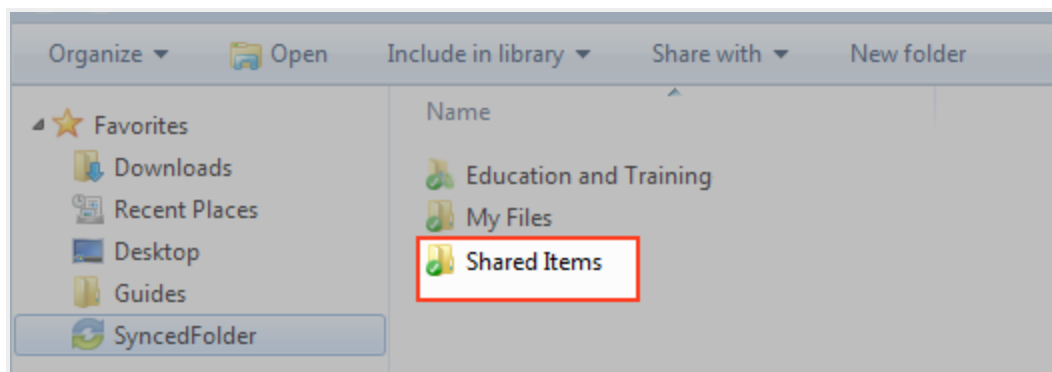 Organize Open Include in library Share with New folder
Favorites
Downloads
Recent Places
Desktop
Guides
SyncedFolder
Name
Education and Training
My Files
Shared Items